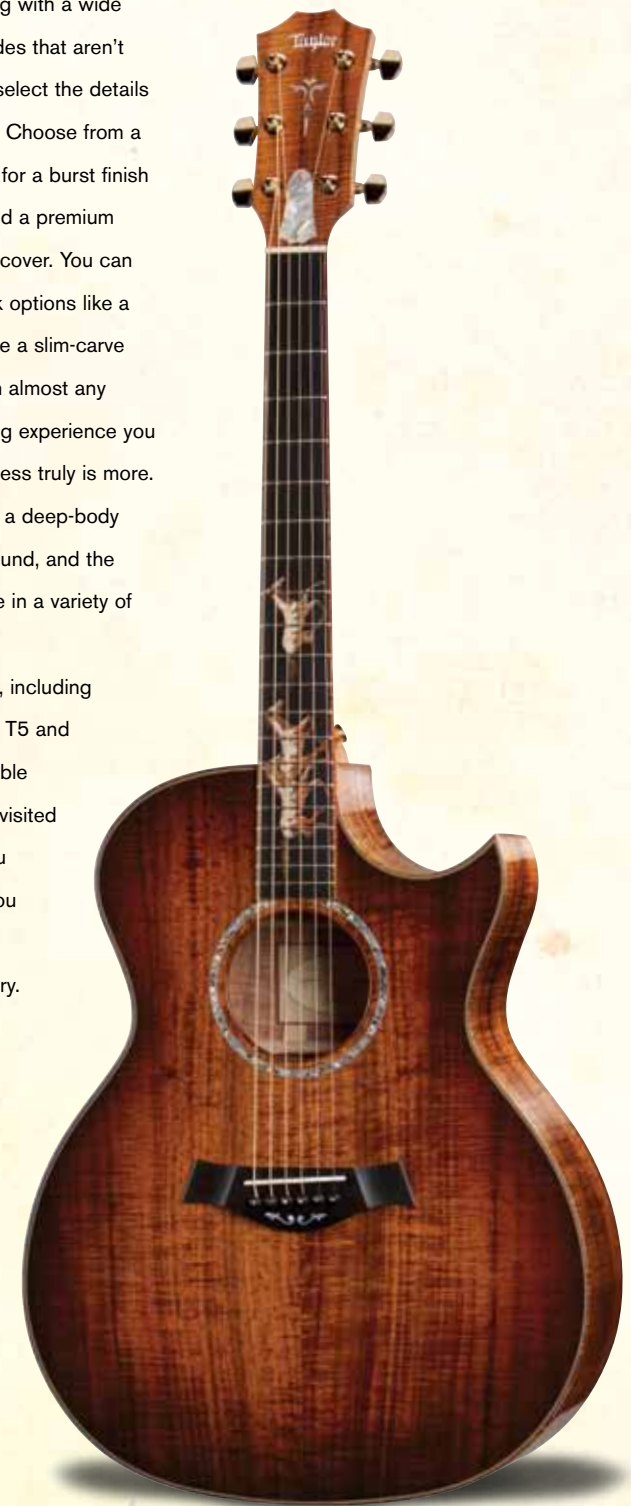 g with a wide
des that aren't
select the details
Choose from a
for a burst finish
d a premium
cover. You can
k options like a
e a slim-carve
n almost any
g experience you
ess truly is more.
a deep-body
und, and the
e in a variety of
, including
T5 and
ble
visited
u
ou
ry.
Taylor